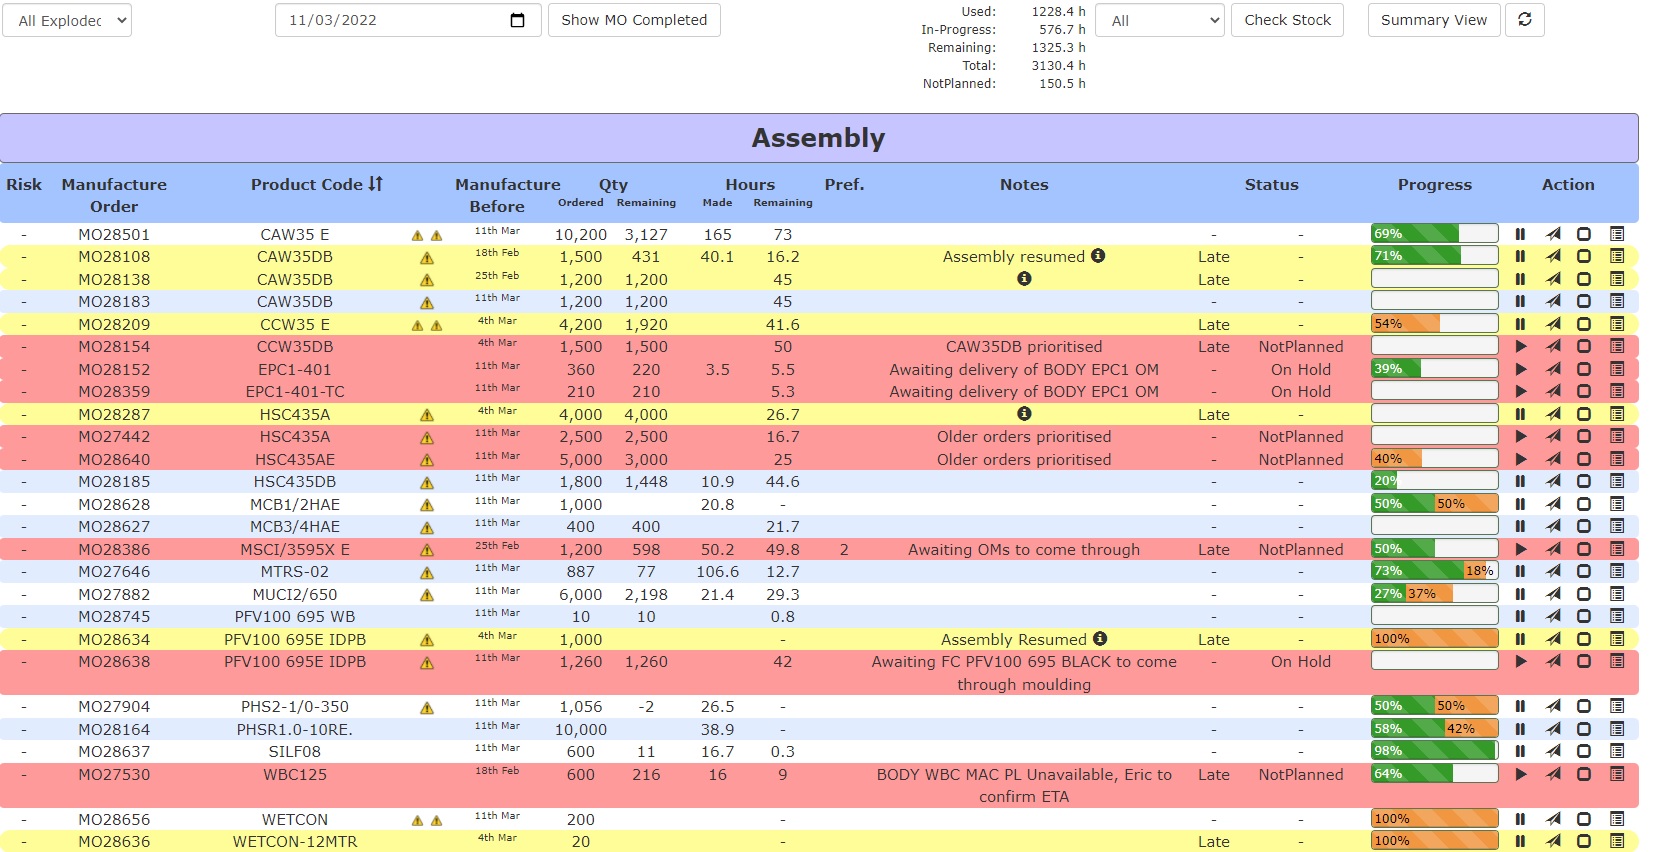 All Explodec 11/03/2022 Show MO Completed Used: 1228.4 h All Check Stock Summary View
In-Progress: 576.7 h
Remaining: 1325.3 h
Total: 3130.4 h
NotPlanned: 150.5 h
Assembly
Risk Manufacture Order Product Code Manufacture Before Qty Ordered Remaining Hours Made Remaining Pref. Notes Status Progress Action
- MO28501 CAW35 E 11th Mar 10,200 3,127 165 73 - - 69%
- MO28108 CAW35DB 18th Feb 1,500 431 40.1 16.2 Assembly resumed Late - 71%
- MO28138 CAW35DB 25th Feb 1,200 1,200 45 Late -
- MO28183 CAW35DB 11th Mar 1,200 1,200 45 - -
- MO28209 CCW35 E 4th Mar 4,200 1,920 41.6 Late - 54%
- MO28154 CCW35DB 4th Mar 1,500 1,500 50 CAW35DB prioritised Late NotPlanned
- MO28152 EPC1-401 11th Mar 360 220 3.5 5.5 Awaiting delivery of BODY EPC1 OM - On Hold 39%
- MO28359 EPC1-401-TC 11th Mar 210 210 5.3 Awaiting delivery of BODY EPC1 OM - On Hold
- MO28287 HSC435A 4th Mar 4,000 4,000 26.7 Late -
- MO27442 HSC435A 11th Mar 2,500 2,500 16.7 Older orders prioritised - NotPlanned
- MO28640 HSC435AE 11th Mar 5,000 3,000 25 Older orders prioritised - NotPlanned 40%
- MO28185 HSC435DB 11th Mar 1,800 1,448 10.9 44.6 - - 20%
- MO28628 MCB1/2HAE 11th Mar 1,000 20.8 - - - 50% 50%
- MO28627 MCB3/4HAE 11th Mar 400 400 21.7 - -
- MO28386 MSCI/3595X E 25th Feb 1,200 598 50.2 49.8 2 Awaiting OMs to come through Late NotPlanned 50%
- MO27646 MTRS-02 11th Mar 887 77 106.6 12.7 - - 73% 18%
- MO27882 MUCI2/650 11th Mar 6,000 2,198 21.4 29.3 - - 27% 37%
- MO28745 PFV100 695 WB 11th Mar 10 10 0.8 - -
- MO28634 PFV100 695E IDPB 4th Mar 1,000 - Assembly Resumed Late - 100%
- MO28638 PFV100 695E IDPB 11th Mar 1,260 1,260 42 Awaiting FC PFV100 695 BLACK to come - On Hold
through moulding
- MO27904 PHS2-1/0-350 11th Mar 1,056 -2 26.5 - - - 50% 50%
- MO28164 PHSR1.0-10RE. 11th Mar 10,000 38.9 - - - 58% 42%
- MO28637 SILF08 11th Mar 600 11 16.7 0.3 - - 98%
- MO27530 WBC125 18th Feb 600 216 16 9 BODY WBC MAC PL Unavailable, Eric to Late NotPlanned 64%
confirm ETA
- MO28656 WETCON 11th Mar 200 - - - 100%
- MO28636 WETCON-12MTR 4th Mar 20 - Late - 100%